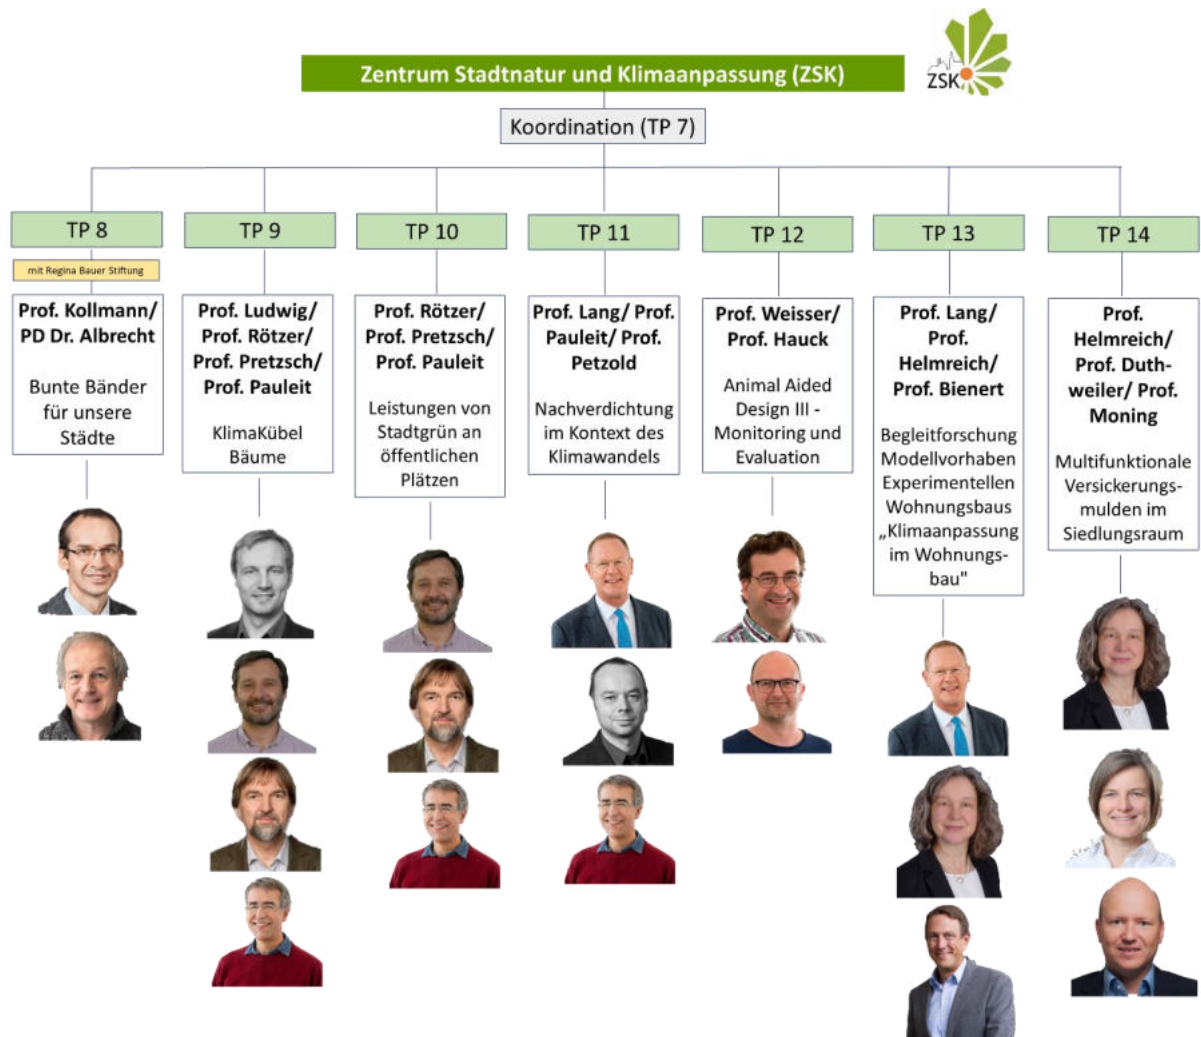 Zentrum Stadtnatur und Klimaanpassung (ZSK)
ZSK
Koordination (TP 7)
TP 8
mit Regina Bauer Stiftung
Prof. Kollmann/
PD Dr. Albrecht
Bunte Bänder
für unsere
Städte
TP 9
Prof. Ludwig/
Prof. Rötzer/
Prof. Pretzsch/
Prof. Pauleit
KlimaKübel
Bäume
TP 10
Prof. Rötzer/
Prof. Pretzsch/
Prof. Pauleit
Leistungen von
Stadtgrün an
öffentlichen
Plätzen
TP 11
Prof. Lang/ Prof.
Pauleit/ Prof.
Petzold
Nachverdichtung
im Kontext des
Klimawandels
TP 12
Prof. Weisser/
Prof. Hauck
Animal Aided
Design III -
Monitoring und
Evaluation
TP 13
Prof. Lang/
Prof.
Helmreich/
Prof. Bienert
Begleitforschung
Modellvorhaben
Experimentellen
Wohnungsbaus
„Klimaanpassung
im Wohnungs-
bau"
TP 14
Prof.
Helmreich/
Prof. Duth-
weiler/ Prof.
Moning
Multifunktionale
Versickerungs-
mulden im
Siedlungsraum